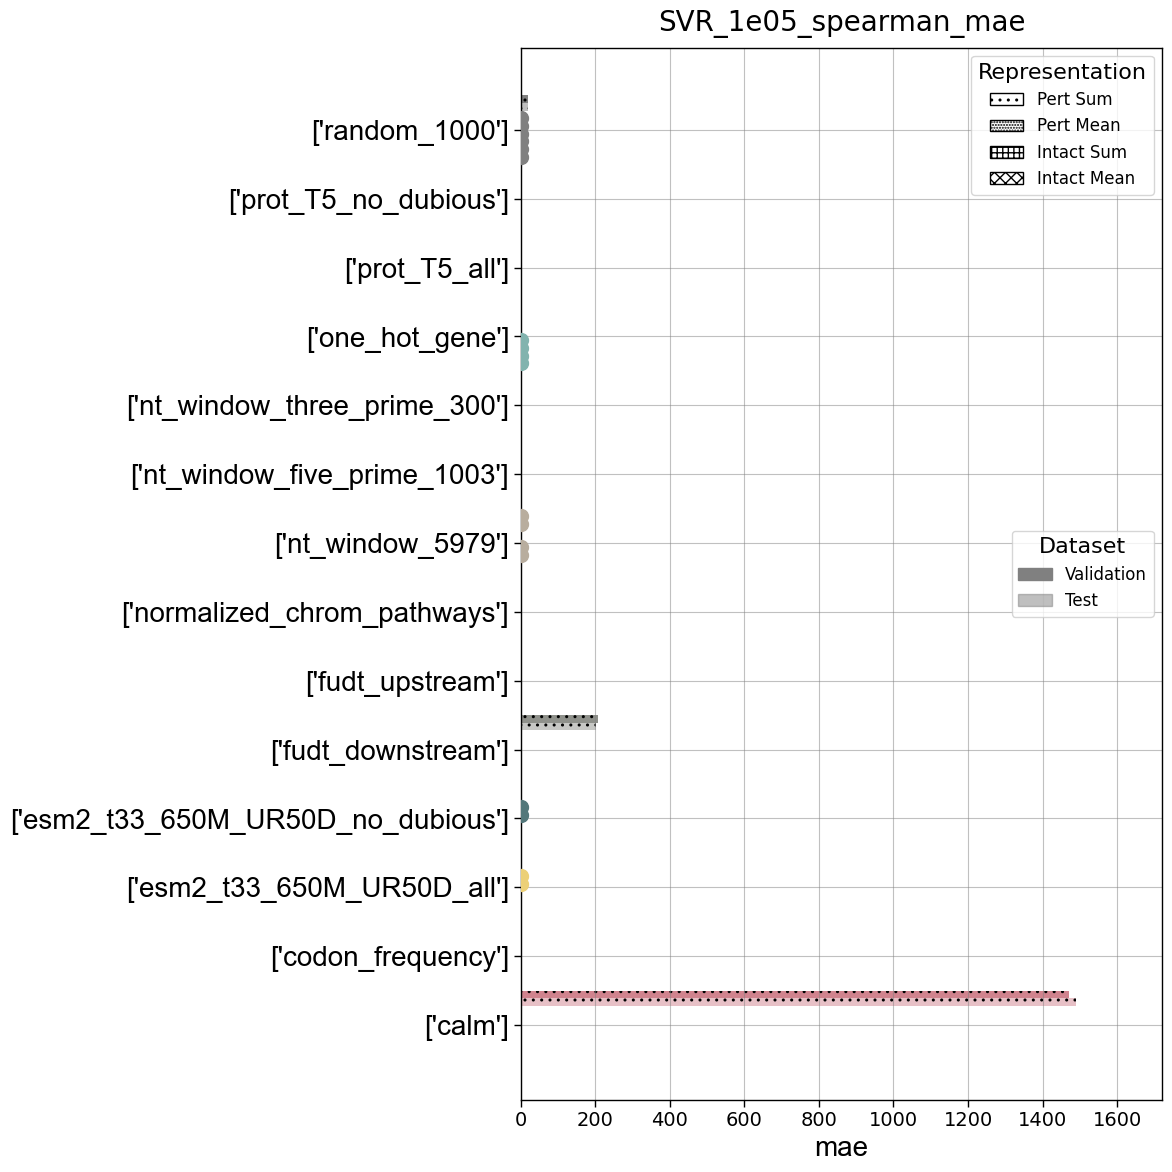 SVR_1e05_spearman_mae
Representation
Pert Sum
Pert Mean
Intact Sum
Intact Mean
['random_1000']
['prot_T5_no_dubious']
['prot_T5_all']
['one_hot_gene']
['nt_window_three_prime_300']
['nt_window_five_prime_1003']
['nt_window_5979']
Dataset
Validation
Test
['normalized_chrom_pathways']
['fudt_upstream']
['fudt_downstream']
['esm2_t33_650M_UR50D_no_dubious']
['esm2_t33_650M_UR50D_all']
['codon_frequency']
['calm']
0 200 400 600 800 1000 1200 1400 1600
mae